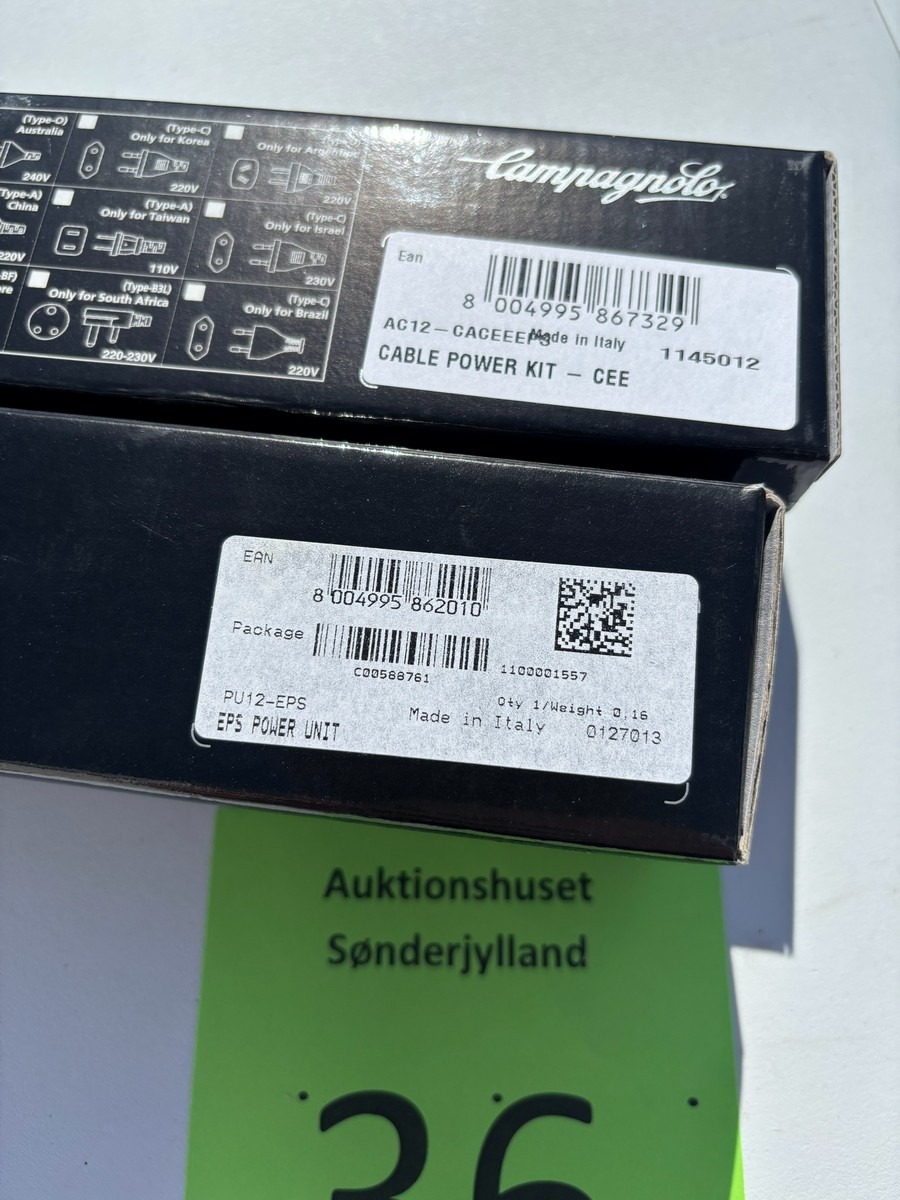 (Type-O)
Australia
240V
(Type-C)
Only for Korea
220V
Only for Argentina
220V
(Type-A)
China
220V
(Type-A)
Only for Taiwan
110V
(Type-C)
Only for Israel
230V
(Type-B3L)
Only for South Africa
220-230V
(Type-C)
Only for Brazil
220V
Campagnolo
Ean
8 004995 867329
AC12-CACEEEPS
Made in Italy
1145012
CABLE POWER KIT - CEE
EAN
8 004995 862010
Package
C00588761
1100001557
Qty 1/Weight 0,16
PU12-EPS
Made in Italy
0127013
EPS POWER UNIT
Auktionshuset
Sønderjylland
36